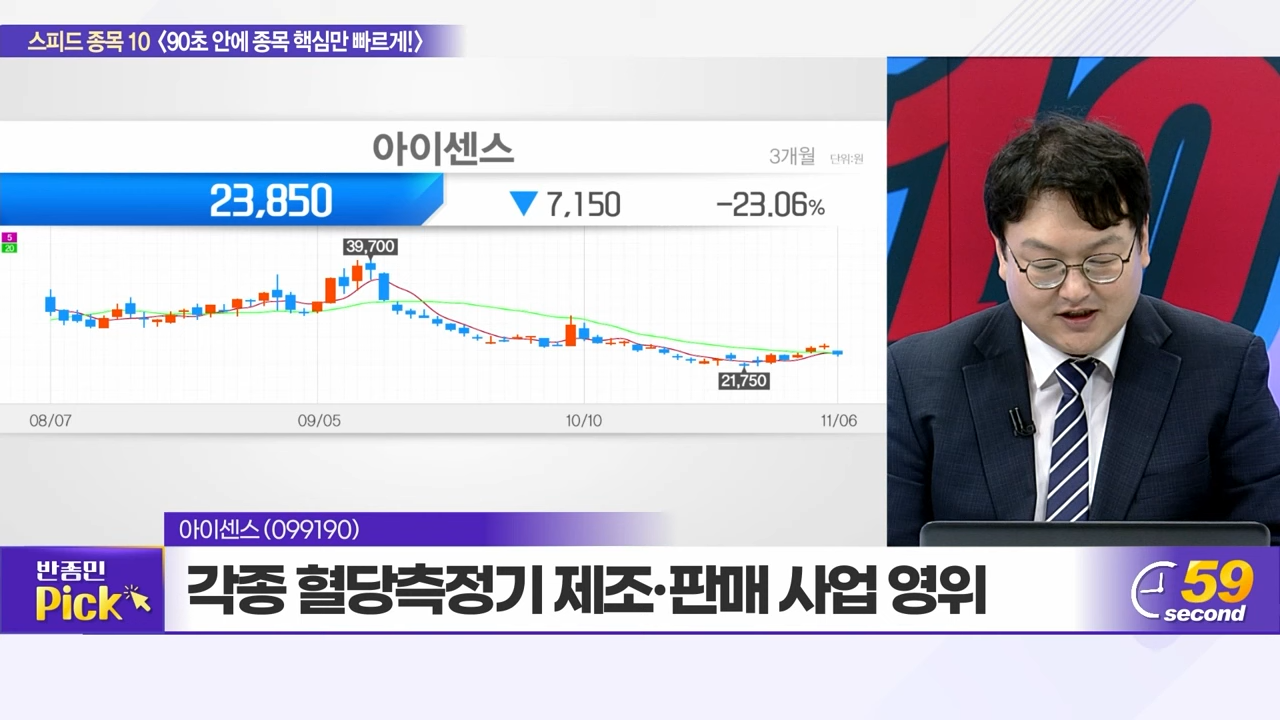 스피드 종목 10 〈90초 안에 종목 핵심만 빠르게!〉
아이센스
3개월 단위:원
23,850 ▼ 7,150 -23.06%
5
20
39,700
21,750
08/07 09/05 10/10 11/06
아이센스 (099190)
반종민
Pick
각종 혈당측정기 제조·판매 사업 영위
59
second
10